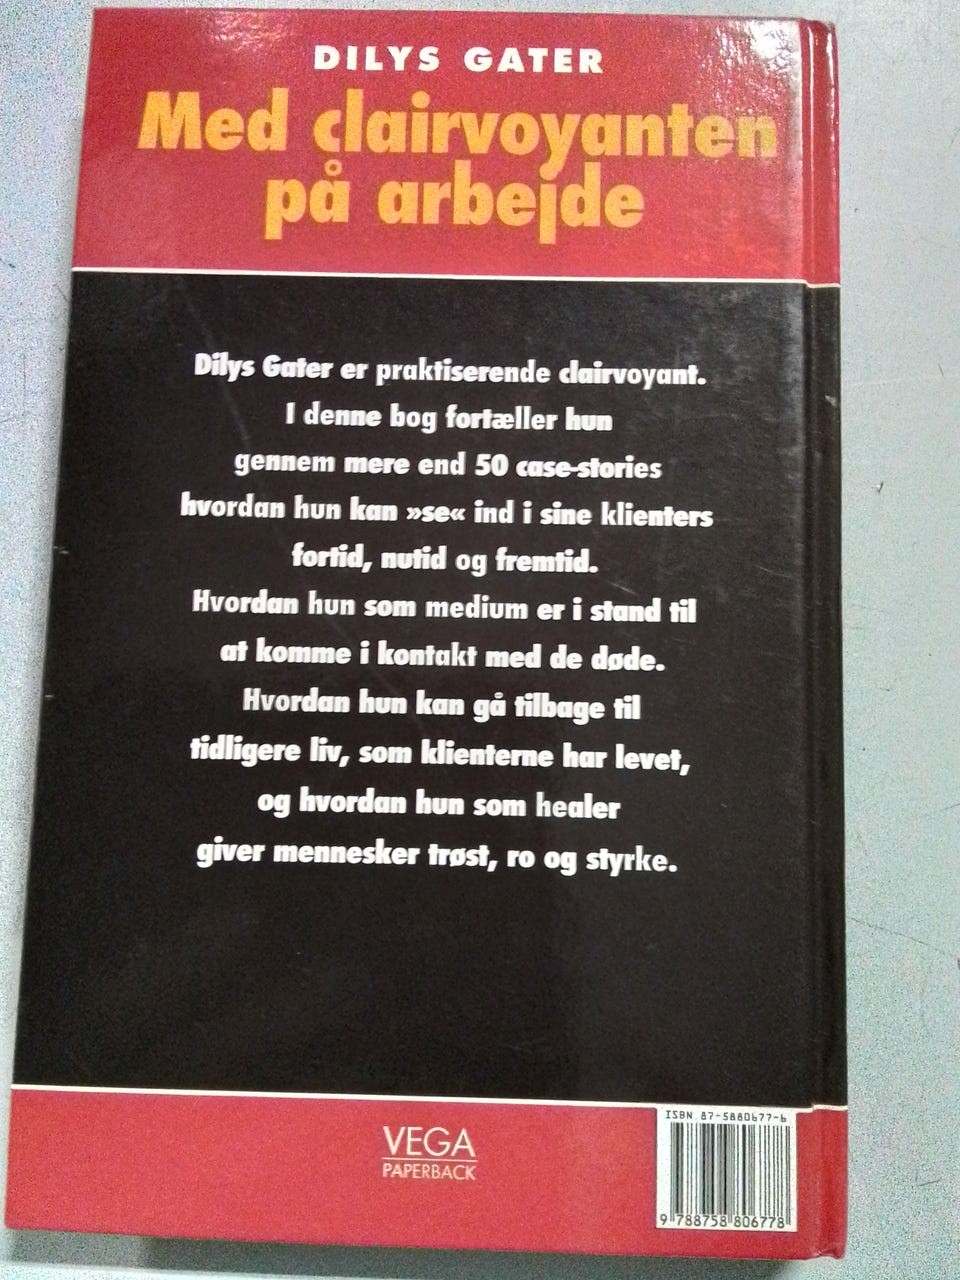 DILYS GATER
Med clairvoyanten
på arbejde
Dilys Gater er praktiserende clairvoyant.
I denne bog fortæller hun
gennem mere end 50 case-stories
hvordan hun kan »se« ind i sine klienters
fortid, nutid og fremtid.
Hvordan hun som medium er i stand til
at komme i kontakt med de døde.
Hvordan hun kan gå tilbage til
tidligere liv, som klienterne har levet,
og hvordan hun som healer
giver mennesker trøst, ro og styrke.
VEGA
PAPERBACK
ISBN 87-5880677-6
9 788758 806778